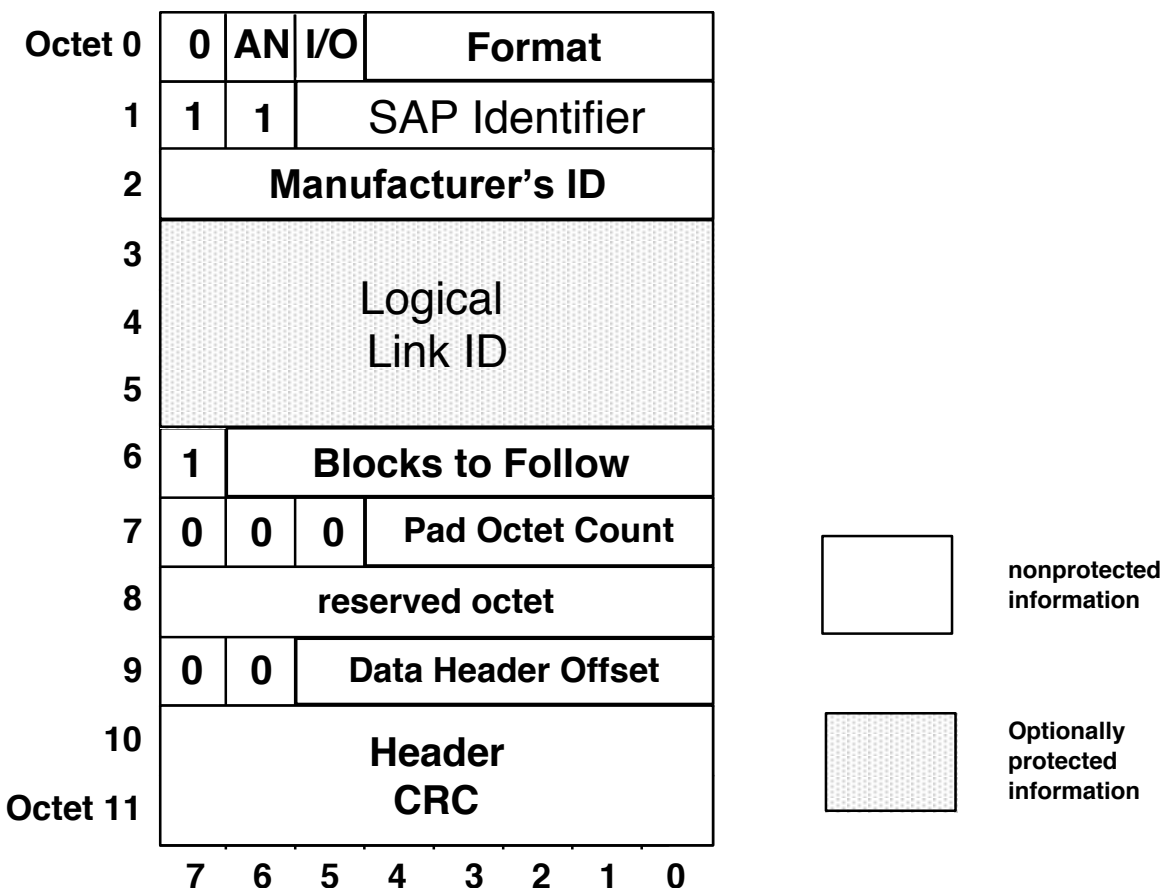 Octet 0 0 AN I/O Format
1 1 1 SAP Identifier
2 Manufacturer's ID
3
4 Logical
Link ID
5
6 1 Blocks to Follow
7 0 0 0 Pad Octet Count
8 reserved octet
9 0 0 Data Header Offset
10 Header
CRC
Octet 11
7 6 5 4 3 2 1 0
nonprotected
information
Optionally
protected
information